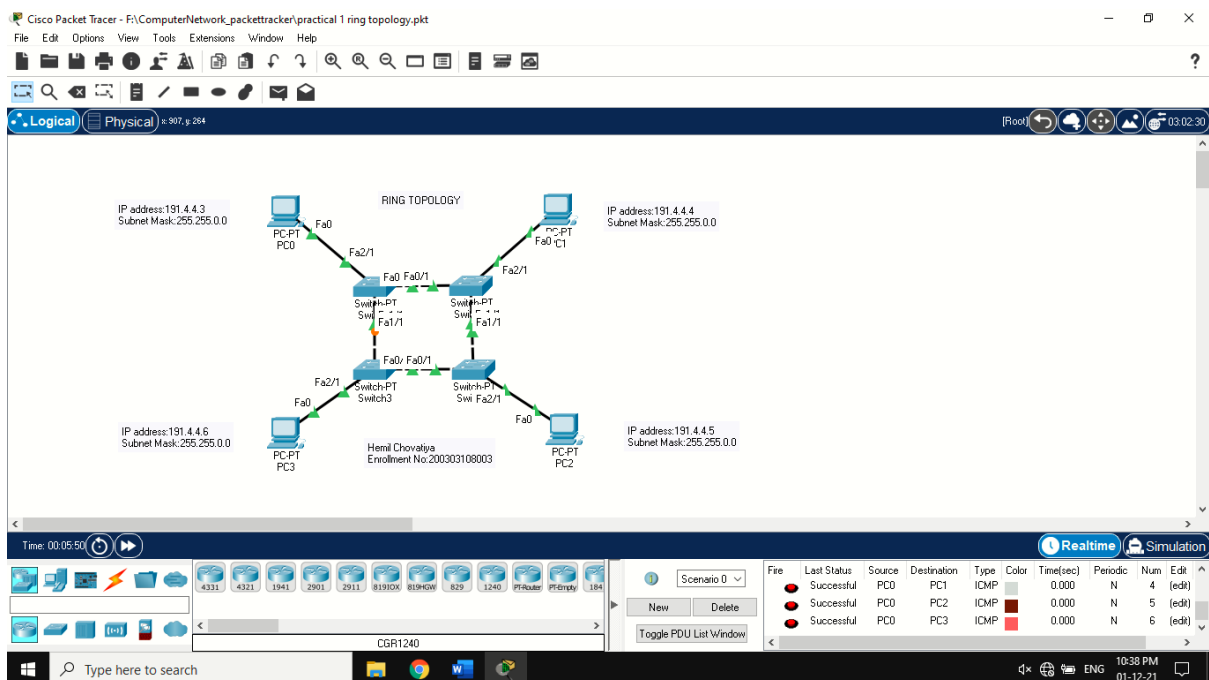 Cisco Packet Tracer - F:\ComputerNetwork_packettracker\practical 1 ring topology.pkt
File Edit Options View Tools Extensions Window Help
?
Logical Physical x: 907, y: 264 [Root] 03:02:30
RING TOPOLOGY
IP address:191.4.4.3
Subnet Mask:255.255.0.0
Fa0
PC-PT
PC0
IP address:191.4.4.4
Subnet Mask:255.255.0.0
Fa0
Fa2/1
Fa2/1
Fa0 Fa0/1
Switch-PT
Switch-PT
Fa1/1
Fa1/1
Fa0/ Fa0/1
Fa2/1
Switch-PT
Switch3
Switch-PT
Swi Fa2/1
Fa0
Fa0
IP address:191.4.4.6
Subnet Mask:255.255.0.0
PC-PT
PC3
Hemil Chovatiya
Enrollment No:200303108003
PC-PT
PC2
IP address:191.4.4.5
Subnet Mask:255.255.0.0
Time: 00:05:50 Realtime Simulation
4331 4321 1941 2901 2911 819IOX 819HGW 829 1240 PT-Router PT-Empty 184
CGR1240
Scenario 0
New Delete
Toggle PDU List Window
Fire Last Status Source Destination Type Color Time(sec) Periodic Num Edit
Successful PC0 PC1 ICMP 0.000 N 4 (edit)
Successful PC0 PC2 ICMP 0.000 N 5 (edit)
Successful PC0 PC3 ICMP 0.000 N 6 (edit)
Type here to search
ENG 10:38 PM
01-12-21